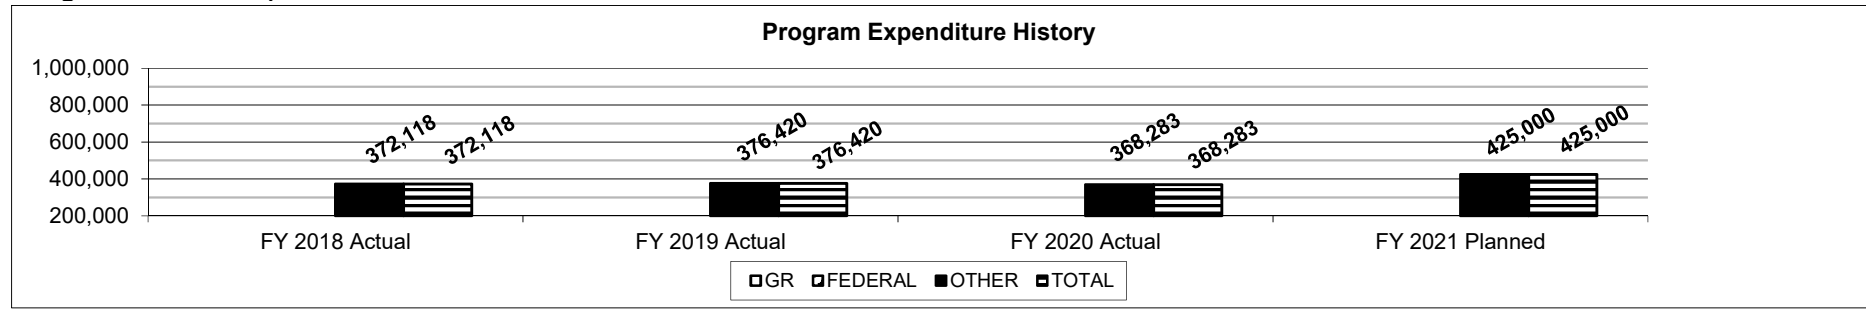 Program Expenditure History
1,000,000
800,000
600,000
400,000
200,000
372,118
372,118
376,420
376,420
368,283
368,283
425,000
425,000
FY 2018 Actual
FY 2019 Actual
FY 2020 Actual
FY 2021 Planned
GR
FEDERAL
OTHER
TOTAL